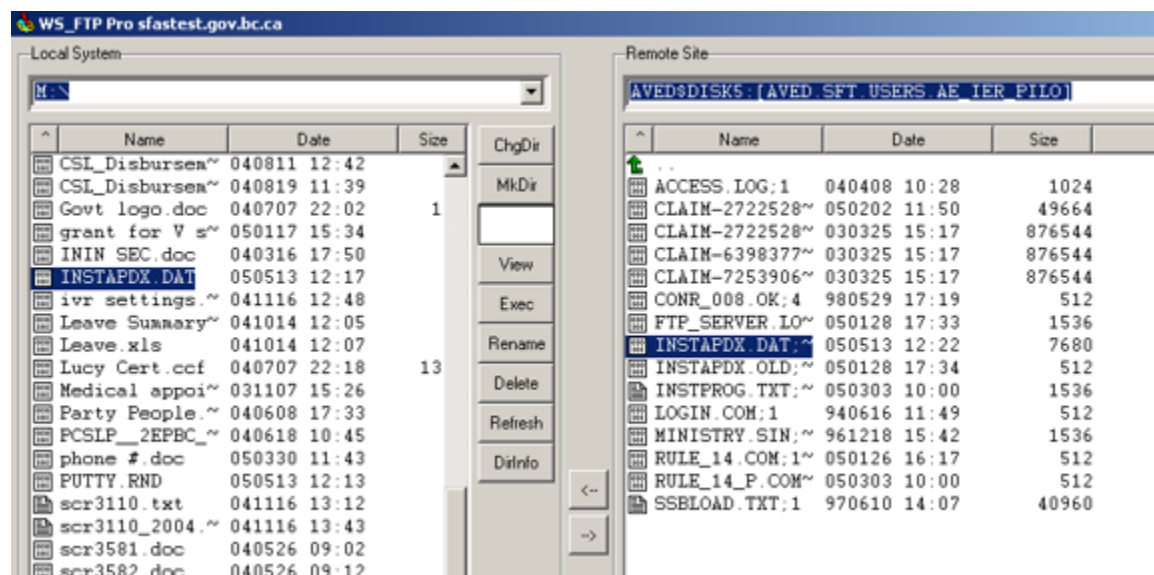 WS_FTP Pro sfastest.gov.bc.ca
Local System
M:\
^ Name Date Size
CSL_Disbursem~ 040811 12:42
CSL_Disbursem~ 040819 11:39
Govt logo.doc 040707 22:02 1
grant for V s~ 050117 15:34
ININ SEC.doc 040316 17:50
INSTAPDX.DAT 050513 12:17
ivr settings.~ 041116 12:48
Leave Summary~ 041014 12:05
Leave.xls 041014 12:07
Lucy Cert.ccf 040707 22:18 13
Medical appoi~ 031107 15:26
Party People.~ 040608 17:33
PCSLP__2EPBC_~ 040618 10:45
phone #.doc 050330 11:43
PUTTY.RND 050513 12:13
scr3110.txt 041116 13:12
scr3110_2004.~ 041116 13:43
scr3581.doc 040526 09:02
scr3582.doc 040526 09:12
ChgDir
MkDir
View
Exec
Rename
Delete
Refresh
DirInfo
<--
-->
Remote Site
AVED$DISK5:[AVED.SFT.USERS.AE_IER_PILO]
^ Name Date Size
..
ACCESS.LOG;1 040408 10:28 1024
CLAIM-2722528~ 050202 11:50 49664
CLAIM-2722528~ 030325 15:17 876544
CLAIM-6398377~ 030325 15:17 876544
CLAIM-7253906~ 030325 15:17 876544
CONR_008.OK;4 980529 17:19 512
FTP_SERVER.LO~ 050128 17:33 1536
INSTAPDX.DAT;~ 050513 12:22 7680
INSTAPDX.OLD;~ 050128 17:34 512
INSTPROG.TXT;~ 050303 10:00 1536
LOGIN.COM;1 940616 11:49 512
MINISTRY.SIN;~ 961218 15:42 1536
RULE_14.COM;1~ 050126 16:17 512
RULE_14_P.COM~ 050303 10:00 512
SSBLOAD.TXT;1 970610 14:07 40960